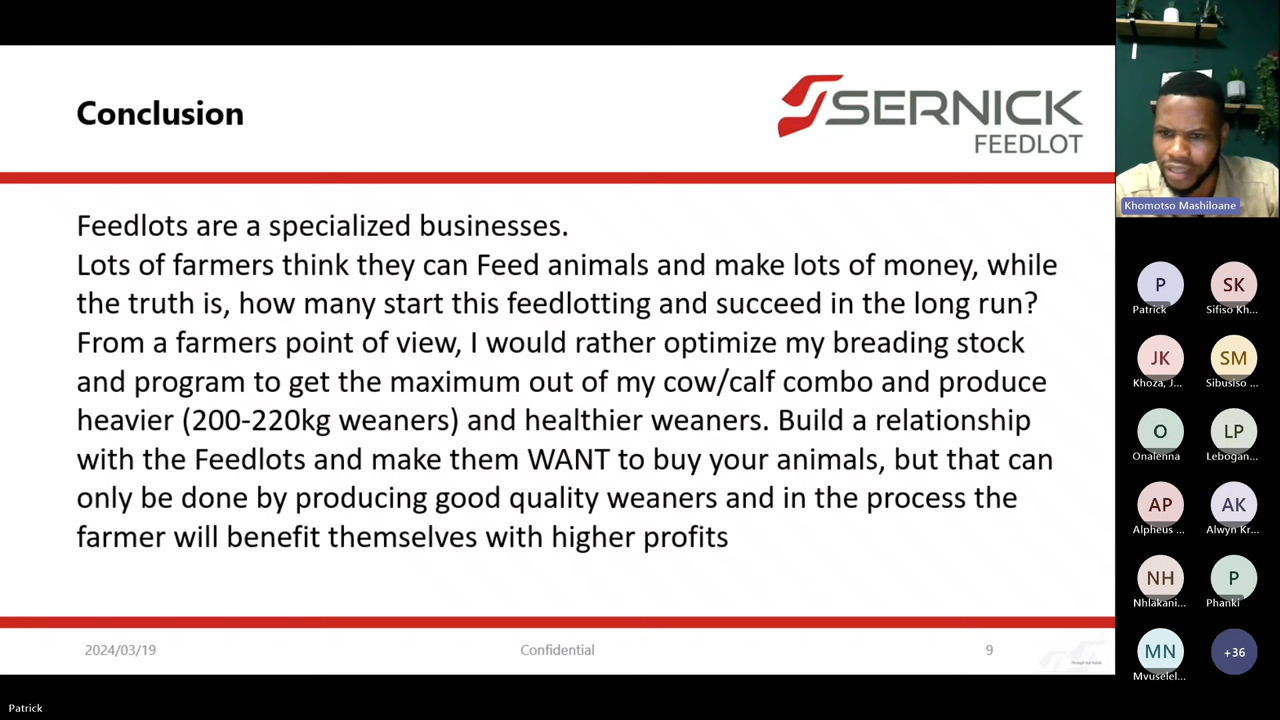 Conclusion
SERNICK
FEEDLOT
Feedlots are a specialized businesses.
Lots of farmers think they can Feed animals and make lots of money, while
the truth is, how many start this feedlotting and succeed in the long run?
From a farmers point of view, I would rather optimize my breading stock
and program to get the maximum out of my cow/calf combo and produce
heavier (200-220kg weaners) and healthier weaners. Build a relationship
with the Feedlots and make them WANT to buy your animals, but that can
only be done by producing good quality weaners and in the process the
farmer will benefit themselves with higher profits
2024/03/19
Confidential
9
Khomotso Mashiloane
P
Patrick
SK
Sifiso Kh...
JK
Khoza, J...
SM
Sibusiso ...
O
Onalenna
LP
Lebogan...
AP
Alpheus ...
AK
Alwyn Kr...
NH
Nhlakani...
P
Phanki
MN
Mvuselel...
+36
Patrick